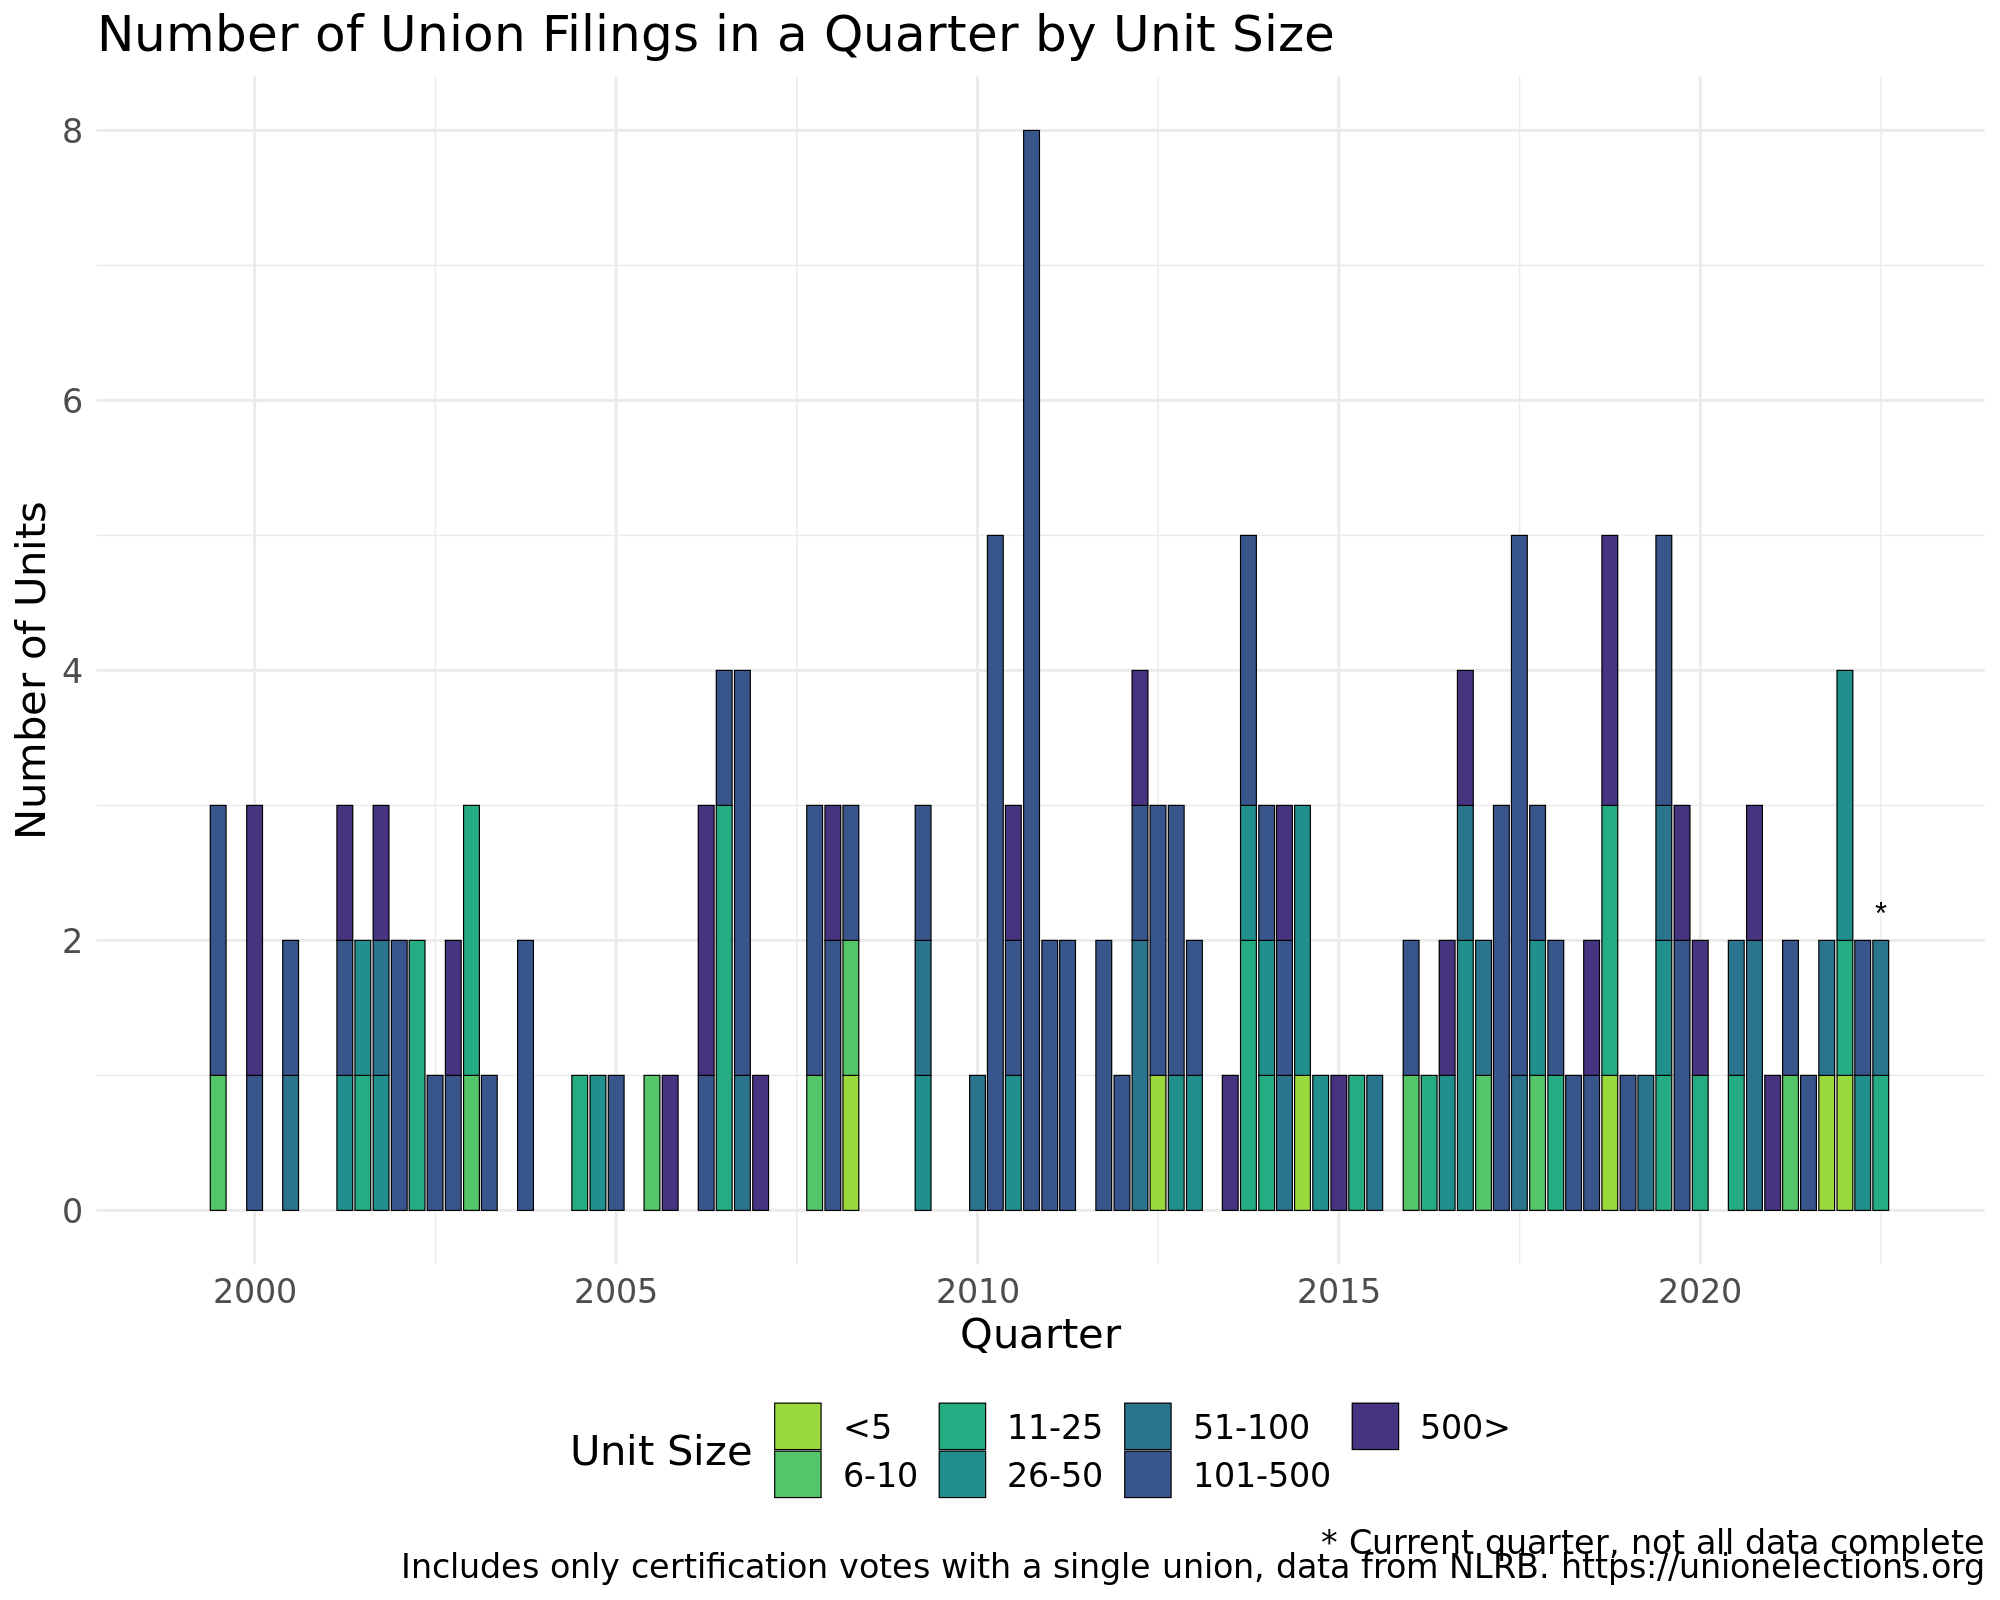 Number of Union Filings in a Quarter by Unit Size
Number of Units
8
6
4
2
0
*
2000 2005 2010 2015 2020
Quarter
Unit Size
<5 11-25 51-100 500>
6-10 26-50 101-500
* Current quarter, not all data complete
Includes only certification votes with a single union, data from NLRB. https://unionelections.org